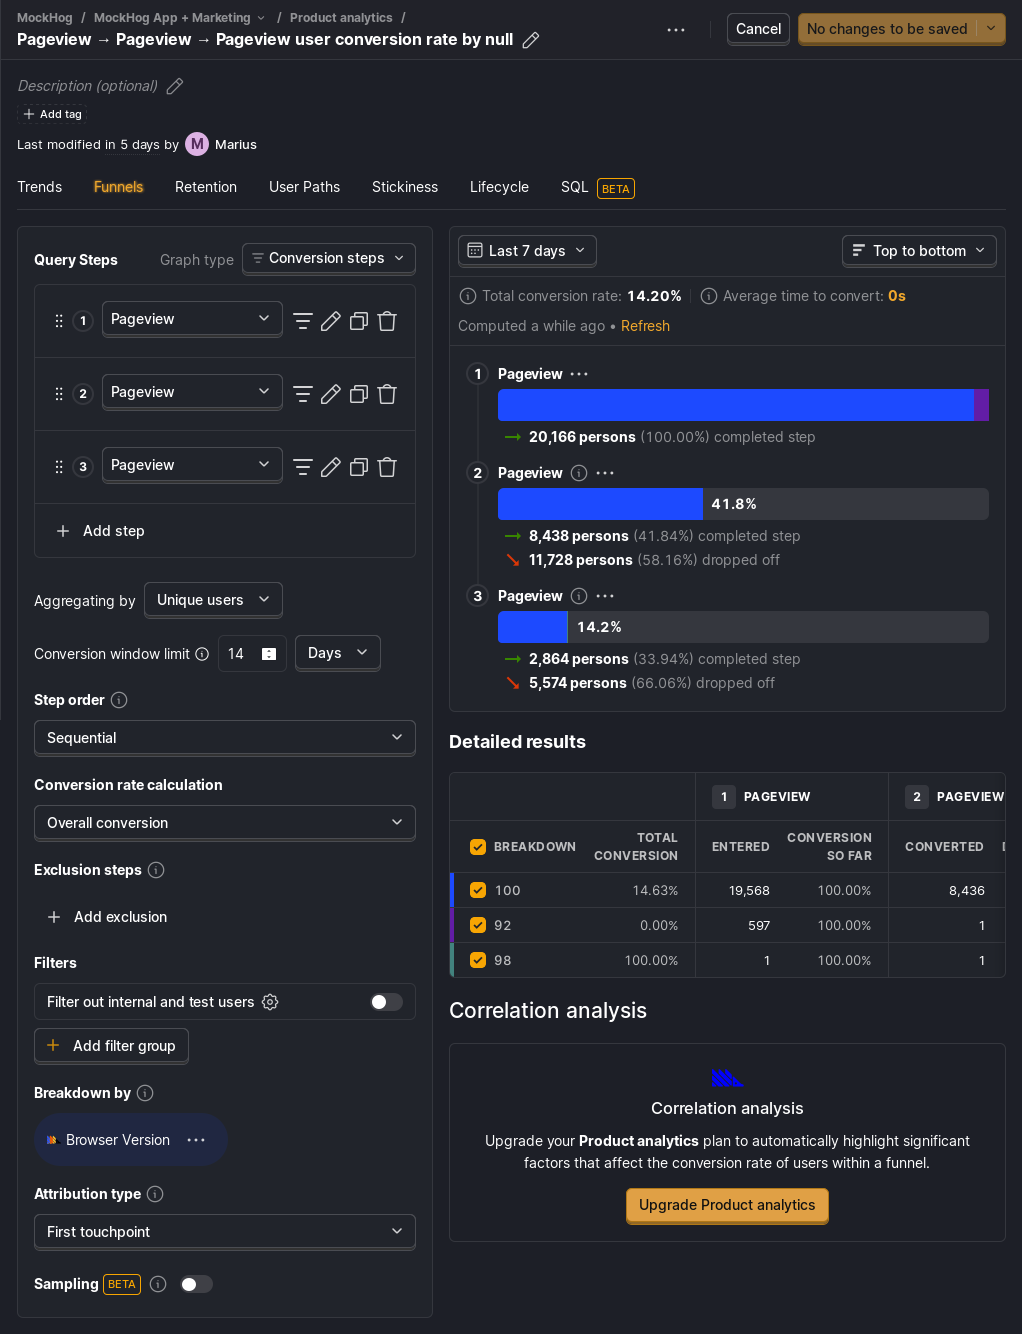 MockHog / MockHog App + Marketing / Product analytics /
Pageview → Pageview → Pageview user conversion rate by null
Cancel
No changes to be saved
Description (optional)
Add tag
Last modified in 5 days by M Marius
Trends Funnels Retention User Paths Stickiness Lifecycle SQL BETA
Query Steps
Graph type Conversion steps
1 Pageview
2 Pageview
3 Pageview
Add step
Aggregating by Unique users
Conversion window limit 14 Days
Step order
Sequential
Conversion rate calculation
Overall conversion
Exclusion steps
Add exclusion
Filters
Filter out internal and test users
Add filter group
Breakdown by
Browser Version
Attribution type
First touchpoint
Sampling BETA
Last 7 days
Top to bottom
Total conversion rate: 14.20% Average time to convert: 0s
Computed a while ago • Refresh
1 Pageview
20,166 persons (100.00%) completed step
2 Pageview
41.8%
8,438 persons (41.84%) completed step
11,728 persons (58.16%) dropped off
3 Pageview
14.2%
2,864 persons (33.94%) completed step
5,574 persons (66.06%) dropped off
Detailed results
1 PAGEVIEW 2 PAGEVIEW
BREAKDOWN TOTAL CONVERSION ENTERED CONVERSION SO FAR CONVERTED
100 14.63% 19,568 100.00% 8,436
92 0.00% 597 100.00% 1
98 100.00% 1 100.00% 1
Correlation analysis
Correlation analysis
Upgrade your Product analytics plan to automatically highlight significant
factors that affect the conversion rate of users within a funnel.
Upgrade Product analytics